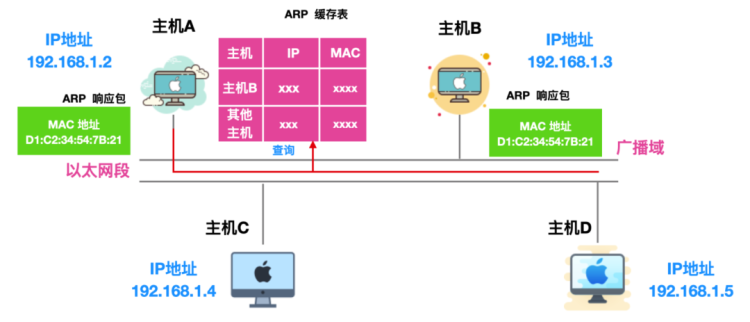 主机A
IP地址
192.168.1.2
ARP 响应包
MAC 地址
D1:C2:34:54:7B:21
ARP 缓存表
主机 IP MAC
主机B xxx xxxx
其他主机 xxx xxxx
查询
主机B
IP地址
192.168.1.3
ARP 响应包
MAC 地址
D1:C2:34:54:7B:21
以太网段
广播域
主机C
IP地址
192.168.1.4
主机D
IP地址
192.168.1.5